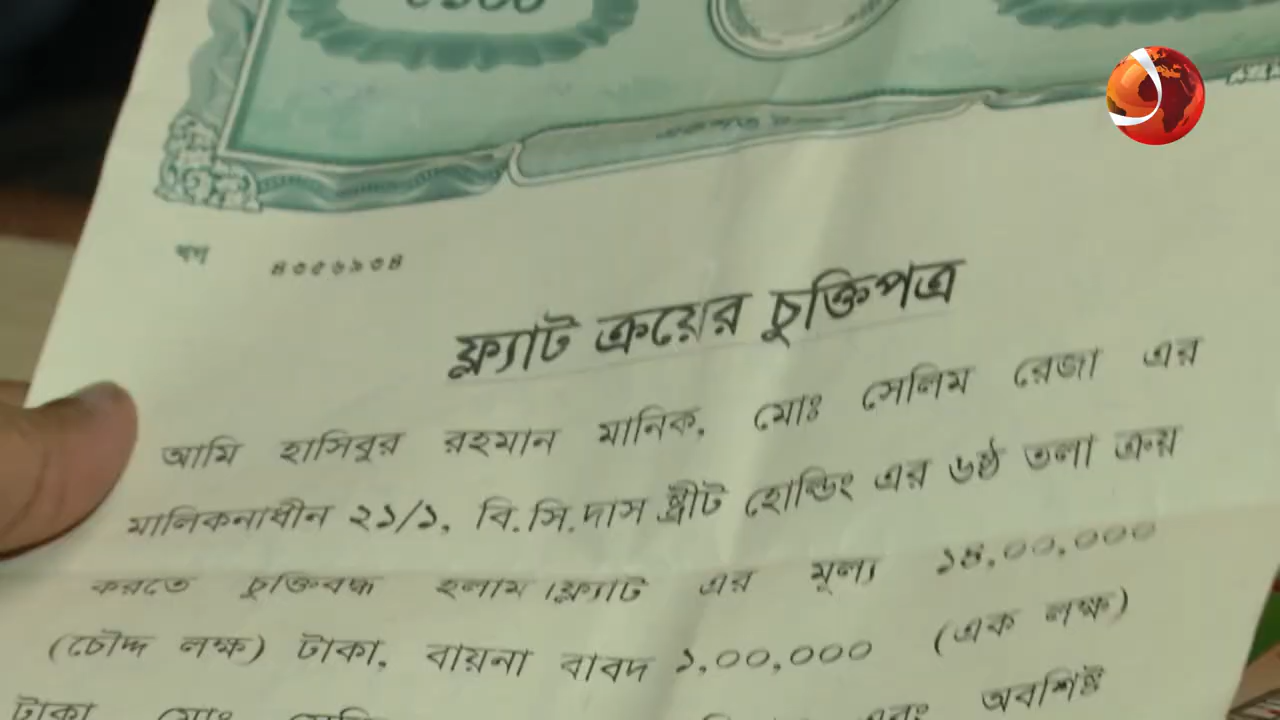 ৪০৫৬৯০৪
ফ্ল্যাট ক্রয়ের চুক্তিপত্র
আমি হাসিবুর রহমান মানিক, মোঃ সেলিম রেজা এর
মালিকনাধীন ২১/১, বি.সি.দাস স্ট্রীট হোল্ডিং এর ৬ষ্ঠ তলা ক্রয়
করতে চুক্তিবদ্ধ হলাম।ফ্ল্যাট এর মূল্য ১৪,০০,০০০
(চৌদ্দ লক্ষ) টাকা, বায়না বাবদ ১,০০,০০০ (এক লক্ষ)
টাকা মোঃ এবং অবশিষ্ট